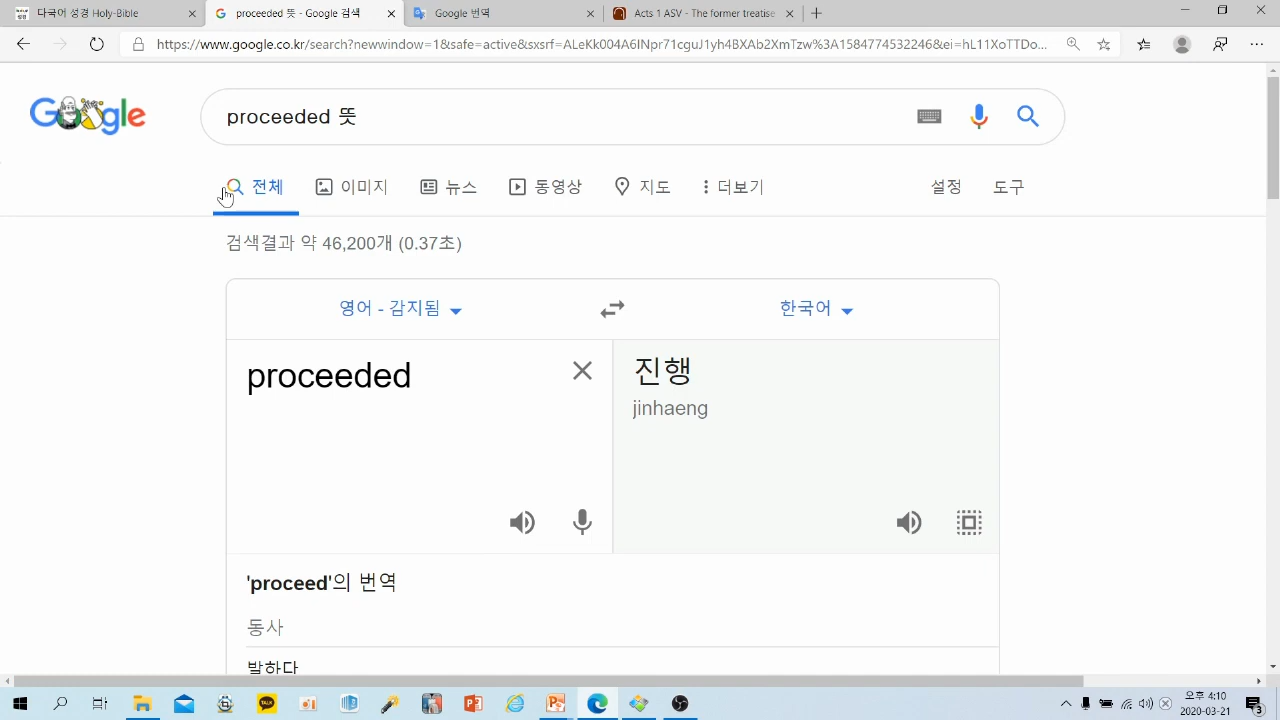 다국어 성경 Holy-Bible
proceeded 뜻 - Google 검색
Google 번역
Acts 1 ASV - The former treatise
https://www.google.co.kr/search?newwindow=1&safe=active&sxsrf=ALeKk004A6INpr71cguJ1yh4BXAb2XmTzw%3A1584774532246&ei=hL11XoTTDo...
Google
proceeded 뜻
전체 이미지 뉴스 동영상 지도 더보기 설정 도구
검색결과 약 46,200개 (0.37초)
영어 - 감지됨 한국어
proceeded 진행
jinhaeng
'proceed'의 번역
동사
발하다
오후 4:10
2020-03-21
3